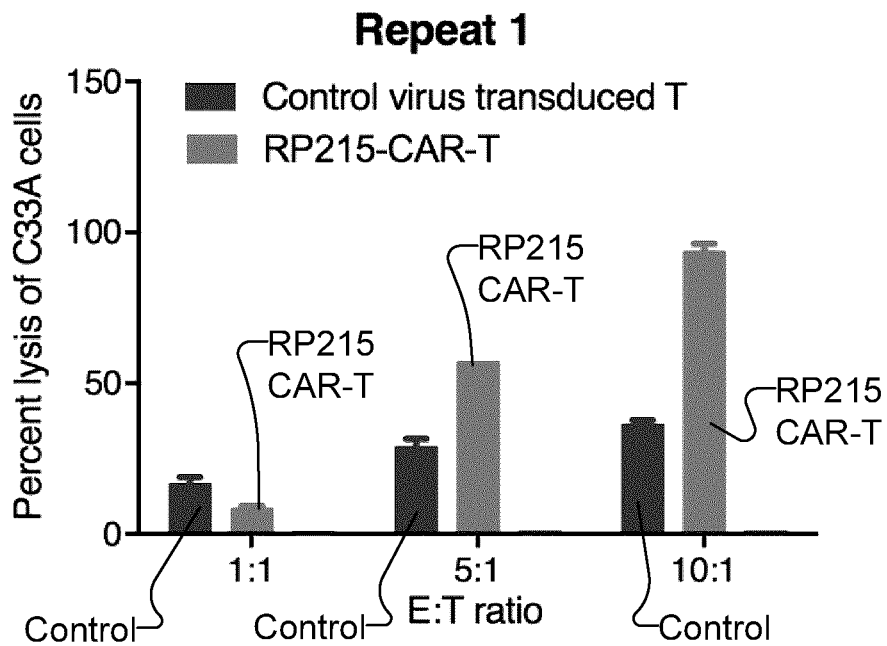 Repeat 1
Percent lysis of C33A cells
150
100
50
0
Control virus transduced T
RP215-CAR-T
RP215
CAR-T
RP215
CAR-T
RP215
CAR-T
1:1
5:1
10:1
E:T ratio
Control
Control
Control